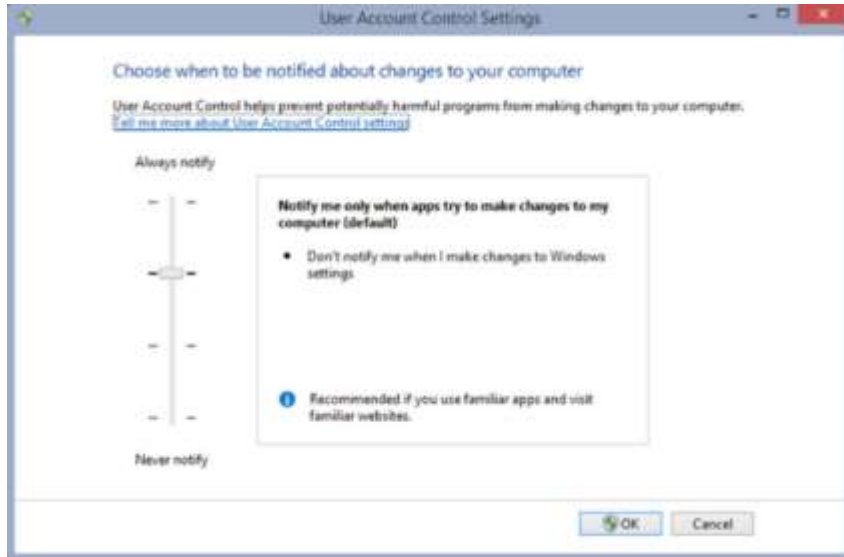 User Account Control Settings
Choose when to be notified about changes to your computer
User Account Control helps prevent potentially harmful programs from making changes to your computer.
Tell me more about User Account Control settings
Always notify
Notify me only when apps try to make changes to my
computer (default)
• Don't notify me when I make changes to Windows
settings
Recommended if you use familiar apps and visit
familiar websites.
Never notify
OK Cancel